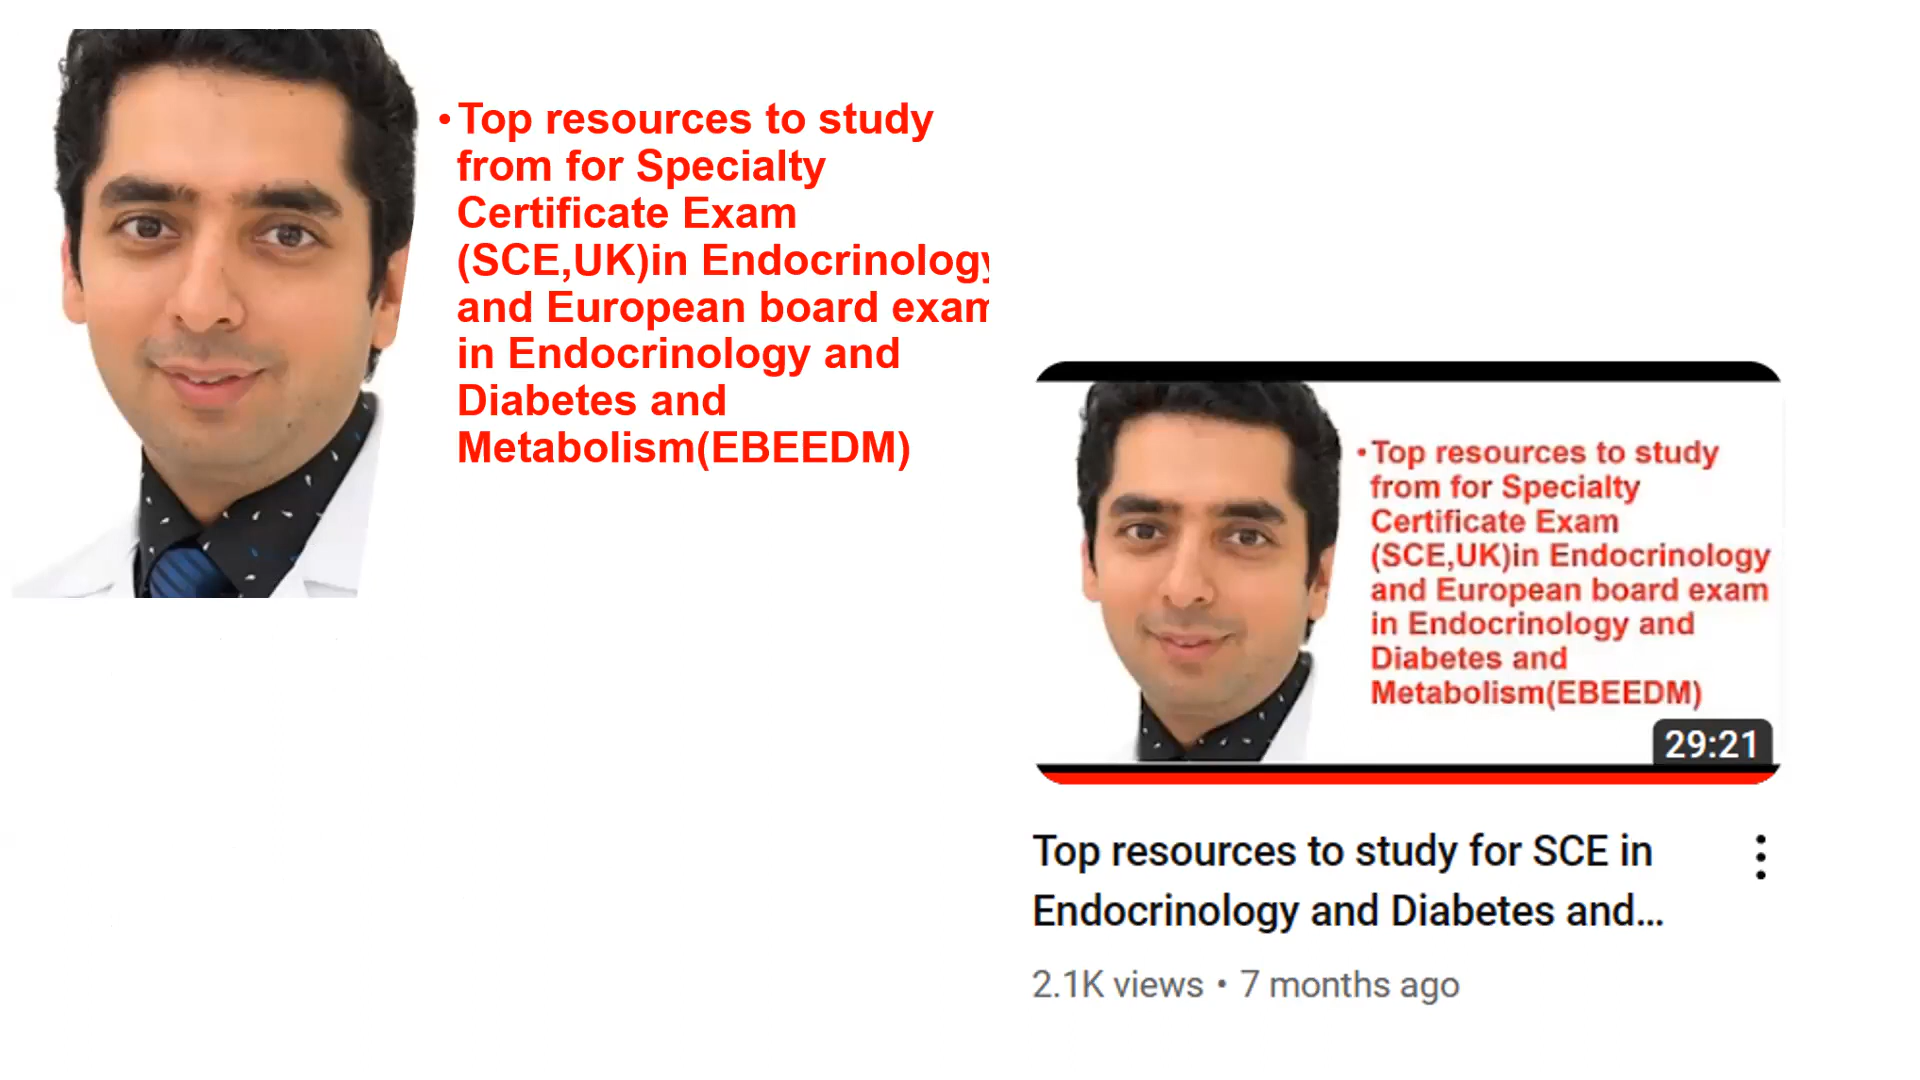 • Top resources to study
from for Specialty
Certificate Exam
(SCE,UK)in Endocrinology
and European board exam
in Endocrinology and
Diabetes and
Metabolism(EBEEDM)
• Top resources to study
from for Specialty
Certificate Exam
(SCE,UK)in Endocrinology
and European board exam
in Endocrinology and
Diabetes and
Metabolism(EBEEDM)
29:21
Top resources to study for SCE in
Endocrinology and Diabetes and...
2.1K views • 7 months ago